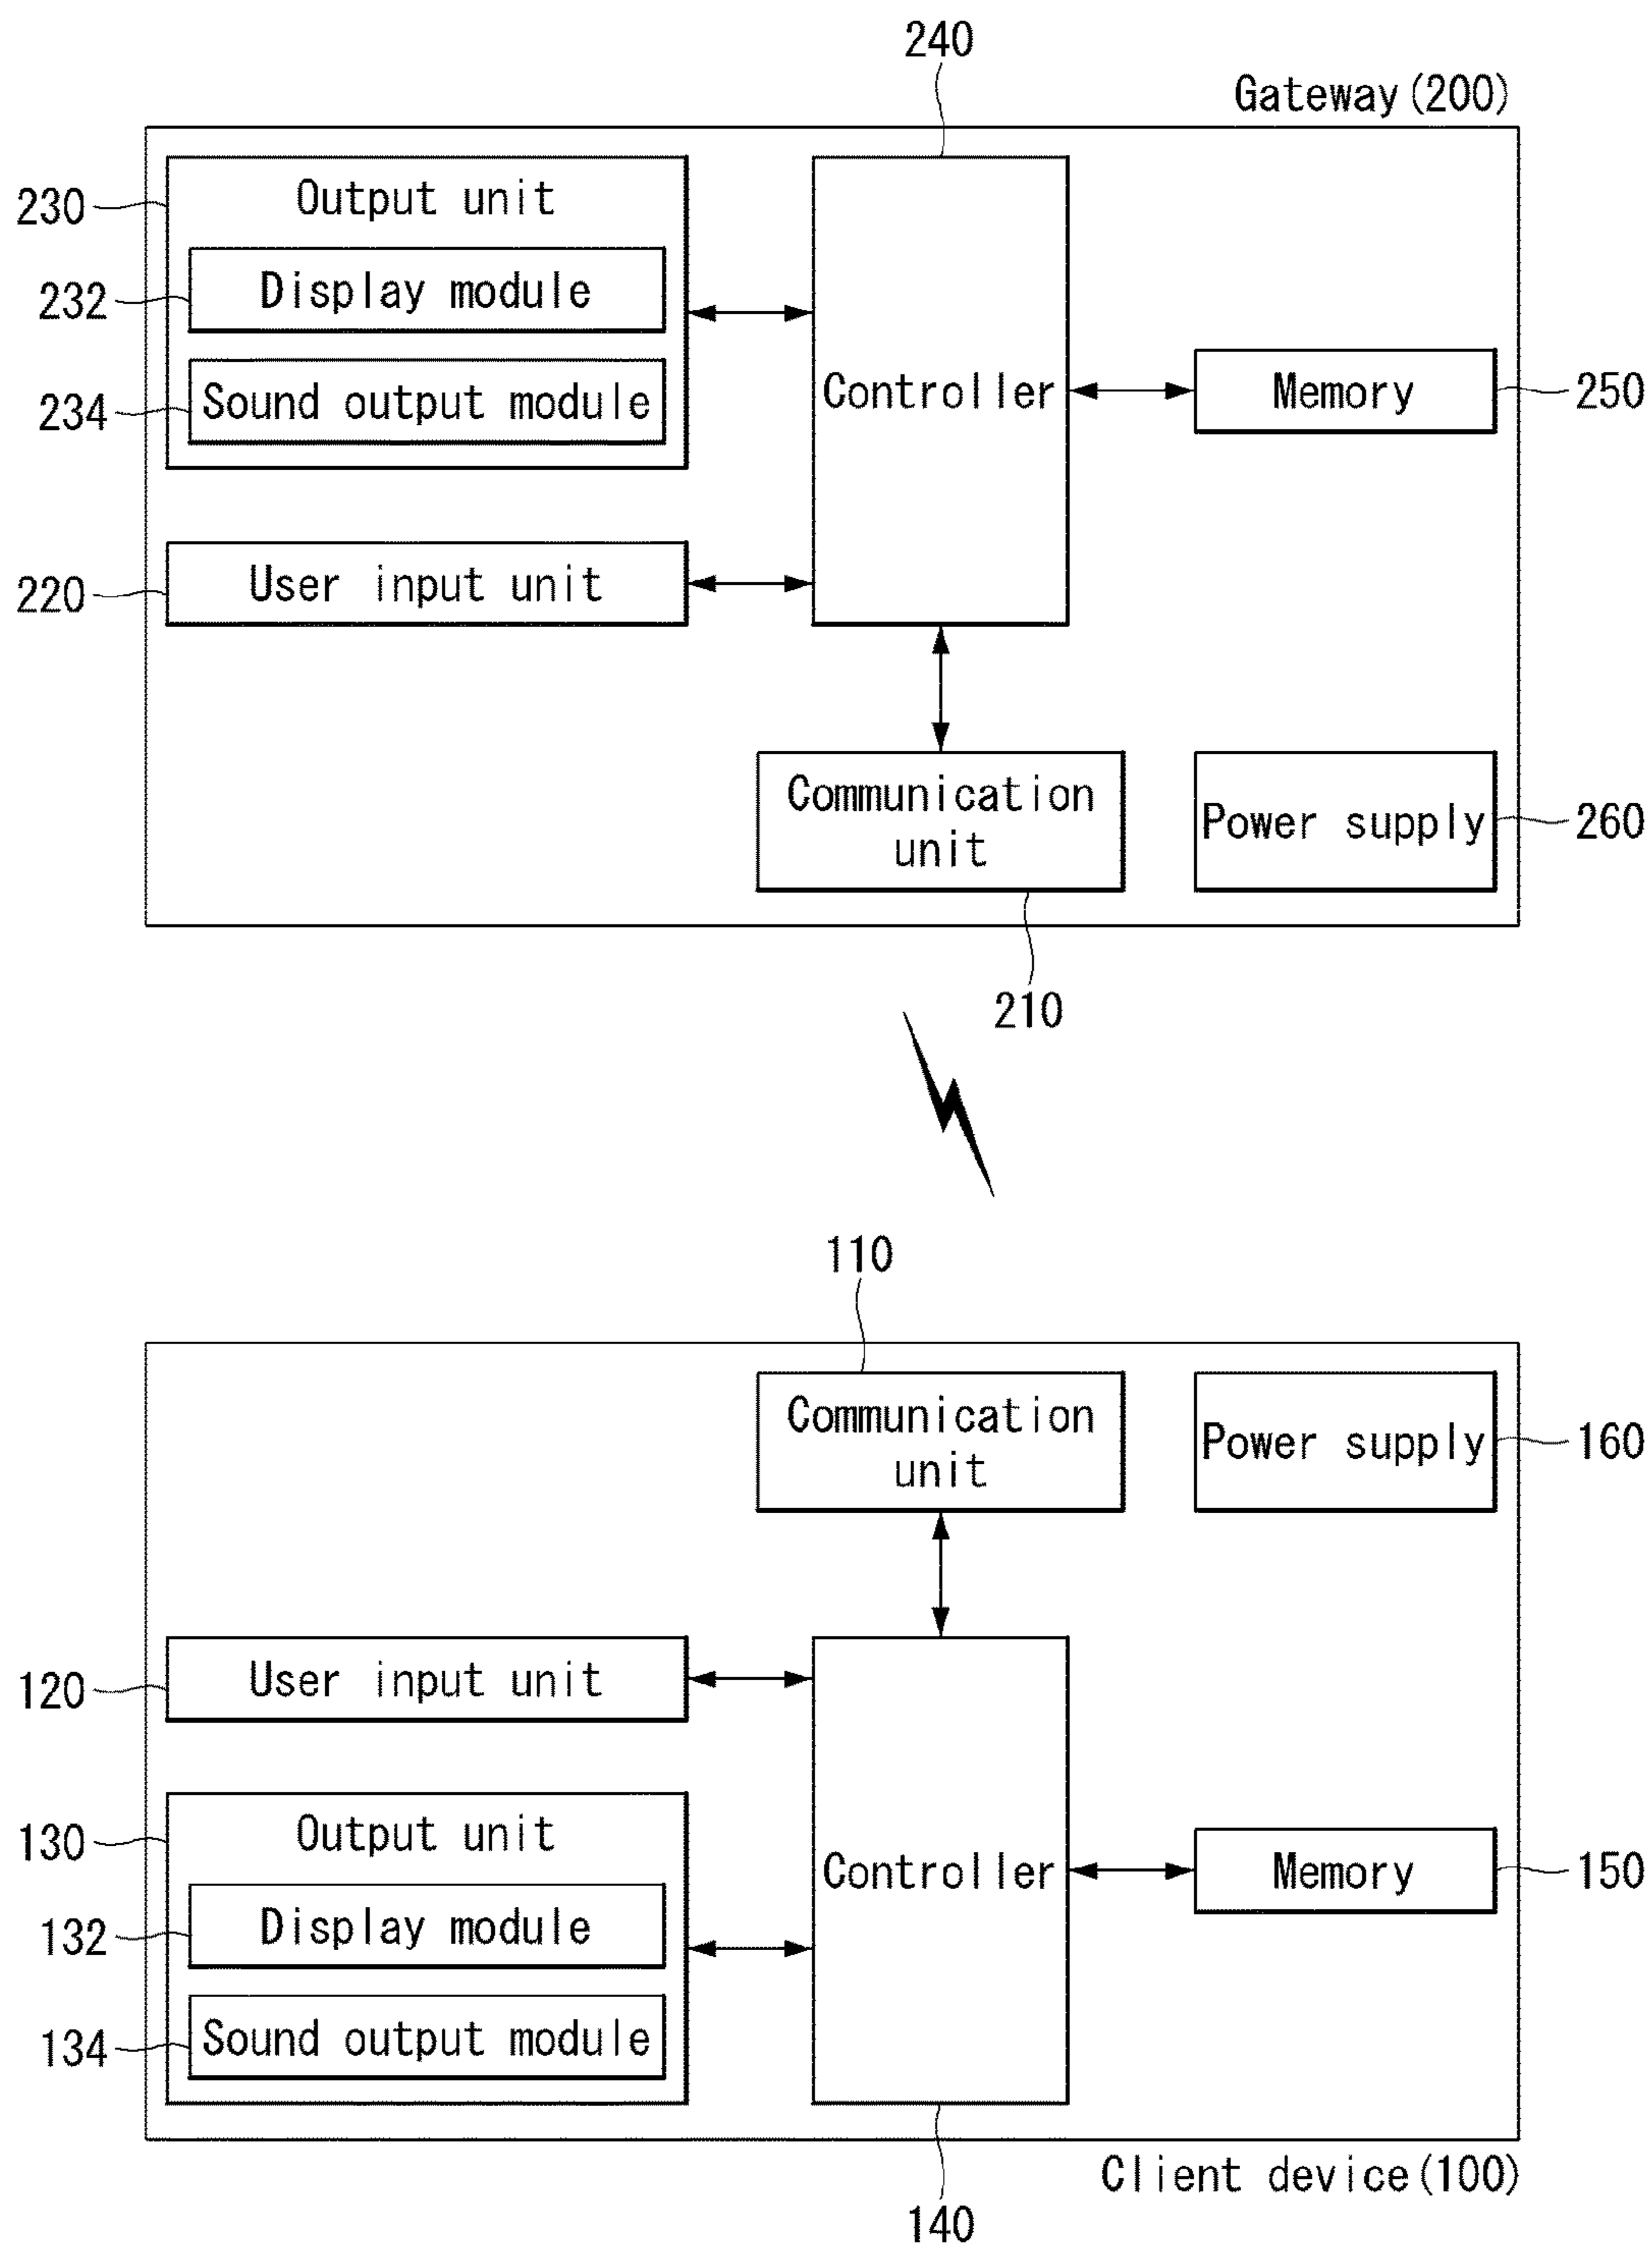 240
Gateway(200)
230
Output unit
232
Display module
234
Sound output module
Controller
Memory
250
220
User input unit
Communication
unit
Power supply
260
210
110
Communication
unit
Power supply
160
120
User input unit
130
Output unit
132
Display module
134
Sound output module
Controller
Memory
150
Client device(100)
140